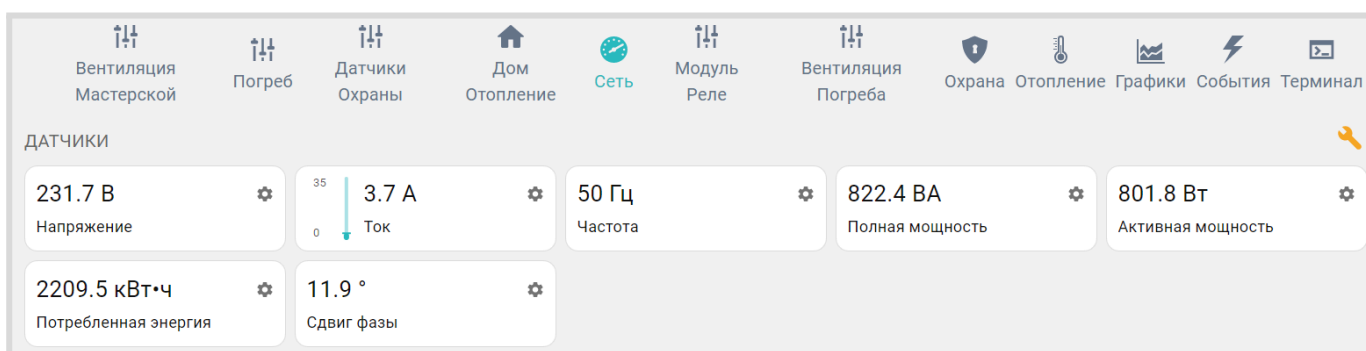 Вентиляция
Мастерской
Погреб
Датчики
Охраны
Дом
Отопление
Сеть
Модуль
Реле
Вентиляция
Погреба
Охрана
Отопление
Графики
События
Терминал
ДАТЧИКИ
231.7 В
Напряжение
35
0
3.7 А
Ток
50 Гц
Частота
822.4 ВА
Полная мощность
801.8 Вт
Активная мощность
2209.5 кВт•ч
Потребленная энергия
11.9 °
Сдвиг фазы